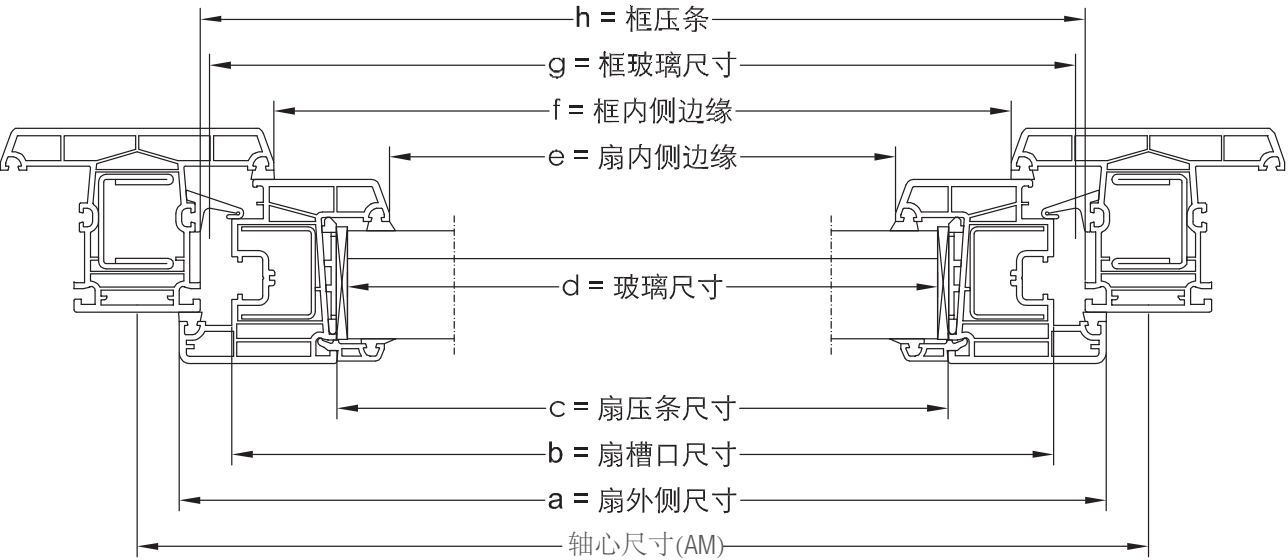 h = 框压条
g = 框玻璃尺寸
f = 框内侧边缘
e = 扇内侧边缘
d = 玻璃尺寸
c = 扇压条尺寸
b = 扇槽口尺寸
a = 扇外侧尺寸
轴心尺寸(AM)